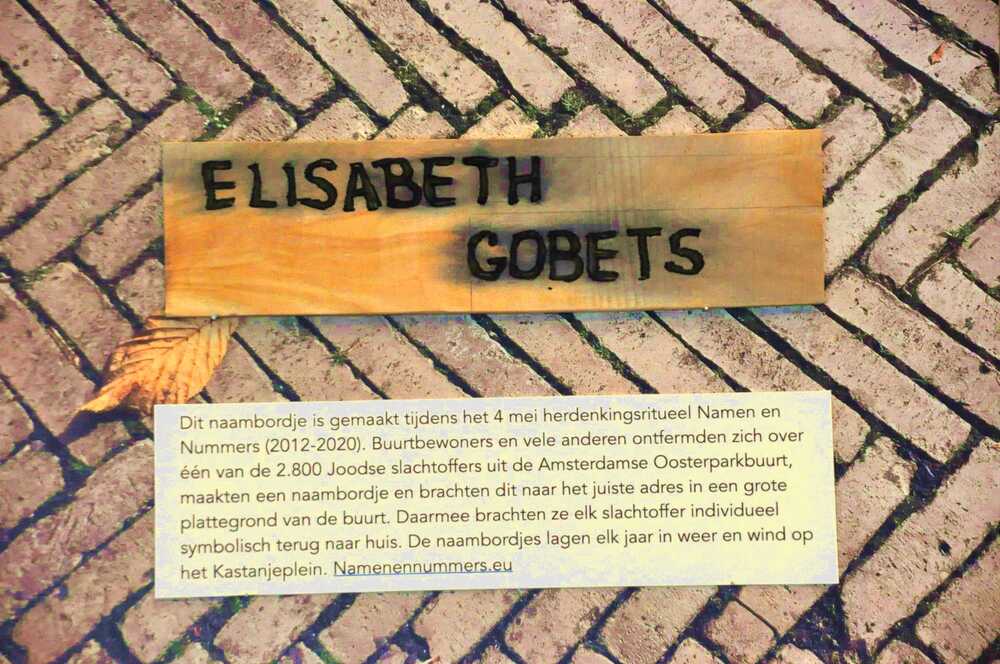 ELISABETH
GOBETS
Dit naambordje is gemaakt tijdens het 4 mei herdenkingsritueel Namen en
Nummers (2012-2020). Buurtbewoners en vele anderen ontfermden zich over
één van de 2.800 Joodse slachtoffers uit de Amsterdamse Oosterparkbuurt,
maakten een naambordje en brachten dit naar het juiste adres in een grote
plattegrond van de buurt. Daarmee brachten ze elk slachtoffer individueel
symbolisch terug naar huis. De naambordjes lagen elk jaar in weer en wind op
het Kastanjeplein. Namenennummers.eu